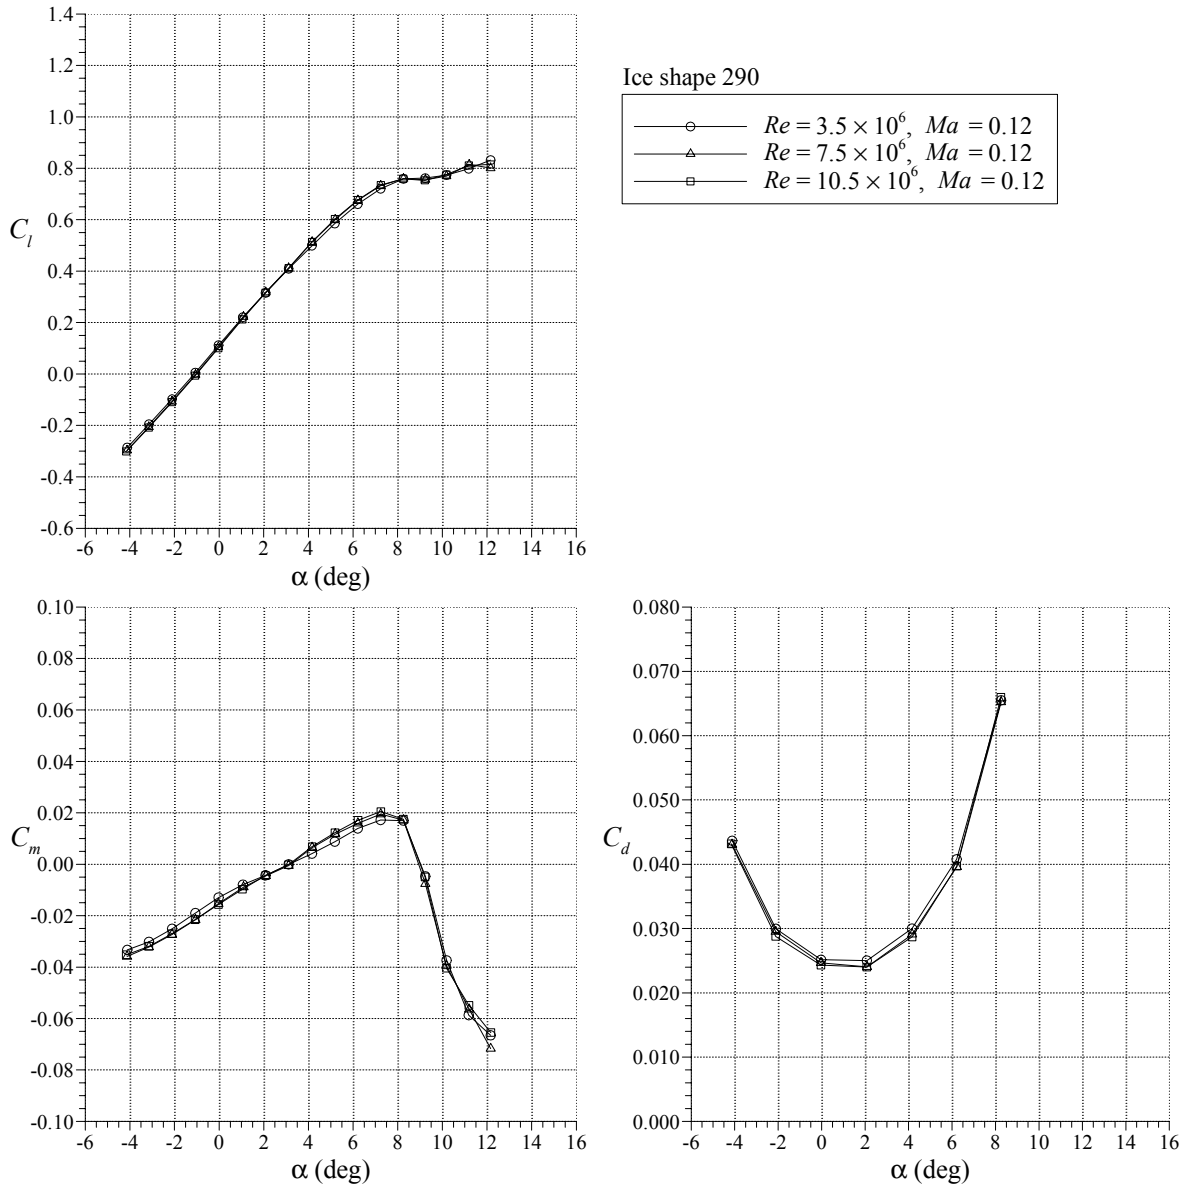 1.4
1.2
1.0
0.8
0.6
0.4
0.2
0.0
-0.2
-0.4
-0.6
C_l
-6 -4 -2 0 2 4 6 8 10 12 14 16
α (deg)
Ice shape 290
Re = 3.5 × 10^6, Ma = 0.12
Re = 7.5 × 10^6, Ma = 0.12
Re = 10.5 × 10^6, Ma = 0.12
0.10
0.08
0.06
0.04
0.02
0.00
-0.02
-0.04
-0.06
-0.08
-0.10
C_m
-6 -4 -2 0 2 4 6 8 10 12 14 16
α (deg)
0.080
0.070
0.060
0.050
0.040
0.030
0.020
0.010
0.000
C_d
-6 -4 -2 0 2 4 6 8 10 12 14 16
α (deg)